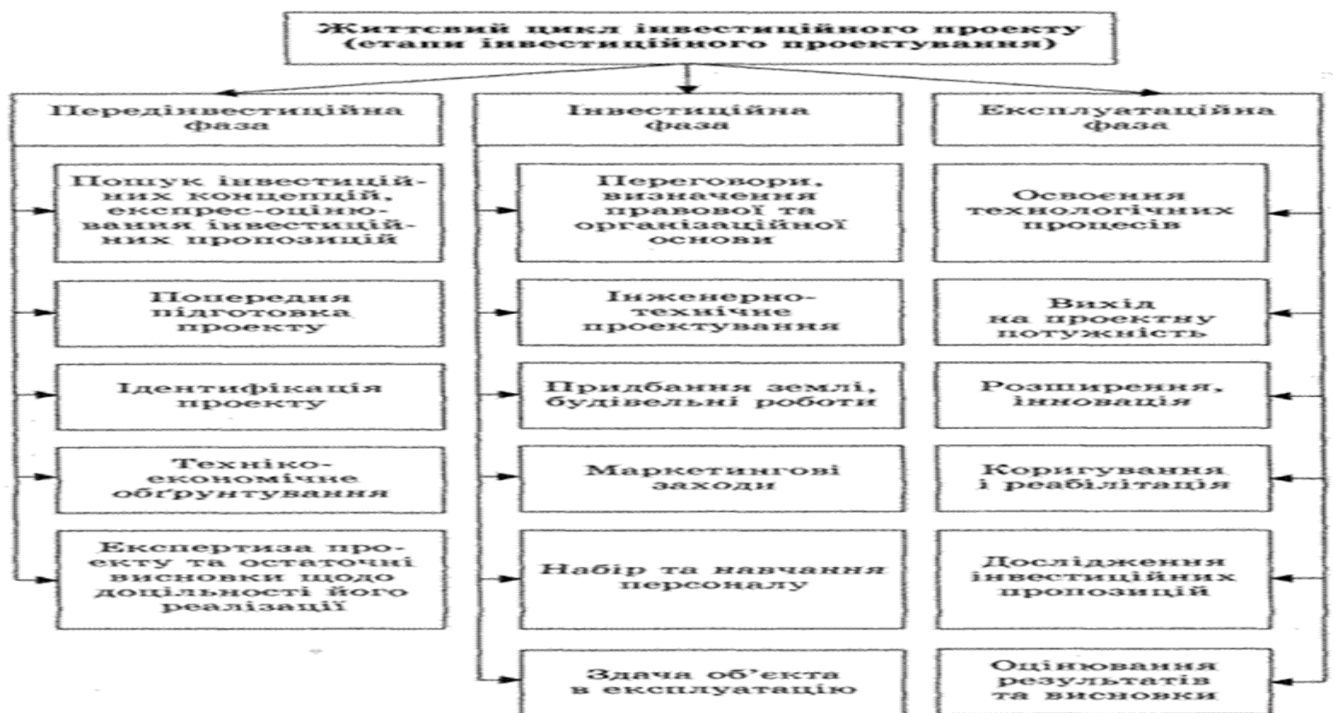 Життєвий цикл інвестиційного проекту
(етапи інвестиційного проектування)
Передінвестиційна
фаза
Пошук інвестицій-
них концепцій,
експрес-оціню-
вання інвестицій-
них пропозицій
Попередня
підготовка
проекту
Ідентифікація
проекту
Техніко-
економічне
обґрунтування
Експертиза про-
екту та остаточні
висновки щодо
доцільності його
реалізації
Інвестиційна
фаза
Переговори,
визначення
правової та
організаційної
основи
Інженерно-
технічне
проектування
Придбання землі,
будівельні роботи
Маркетингові
заходи
Набір та навчання
персоналу
Здача об'єкта
в експлуатацію
Експлуатаційна
фаза
Освоєння
технологічних
процесів
Вихід
на проектну
потужність
Розширення,
інновація
Коригування
і реабілітація
Дослідження
інвестиційних
пропозицій
Оцінювання
результатів
та висновки